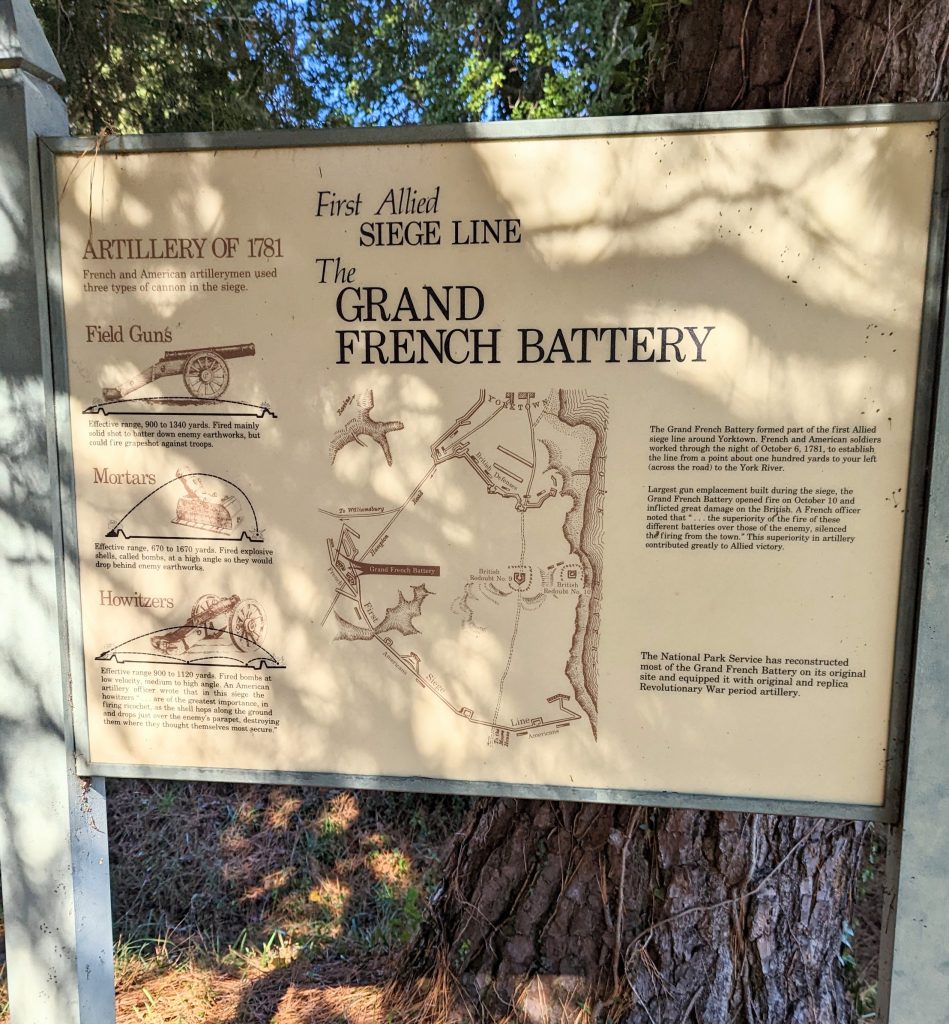 First Allied
SIEGE LINE
The
GRAND
FRENCH BATTERY
ARTILLERY OF 1781
French and American artillerymen used
three types of cannon in the siege.
Field Guns
Effective range, 900 to 1340 yards. Fired mainly
solid shot to batter down enemy earthworks, but
could fire grapeshot against troops.
Mortars
Effective range, 670 to 1670 yards. Fired explosive
shells, called bombs, at a high angle so they would
drop behind enemy earthworks.
Howitzers
Effective range 900 to 1120 yards. Fired bombs at
low velocity, medium to high angle. An American
artillery officer wrote that in this siege the
howitzers " are of the greatest importance, in
firing ricochet, as the shell hops along the ground
and drops just over the enemy's parapet, destroying
them where they thought themselves most secure."
YORKTOWN
British
Defenses
To Williamsburg
Road
Hampton
Grand French Battery
British
Redoubt No. 9
British
Redoubt No. 10
First
American
Siege
Line
Americans
The Grand French Battery formed part of the first Allied
siege line around Yorktown. French and American soldiers
worked through the night of October 6, 1781, to establish
the line from a point about one hundred yards to your left
(across the road) to the York River.
Largest gun emplacement built during the siege, the
Grand French Battery opened fire on October 10 and
inflicted great damage on the British. A French officer
noted that ". . . the superiority of the fire of these
different batteries over those of the enemy, silenced
the firing from the town." This superiority in artillery
contributed greatly to Allied victory.
The National Park Service has reconstructed
most of the Grand French Battery on its original
site and equipped it with original and replica
Revolutionary War period artillery.